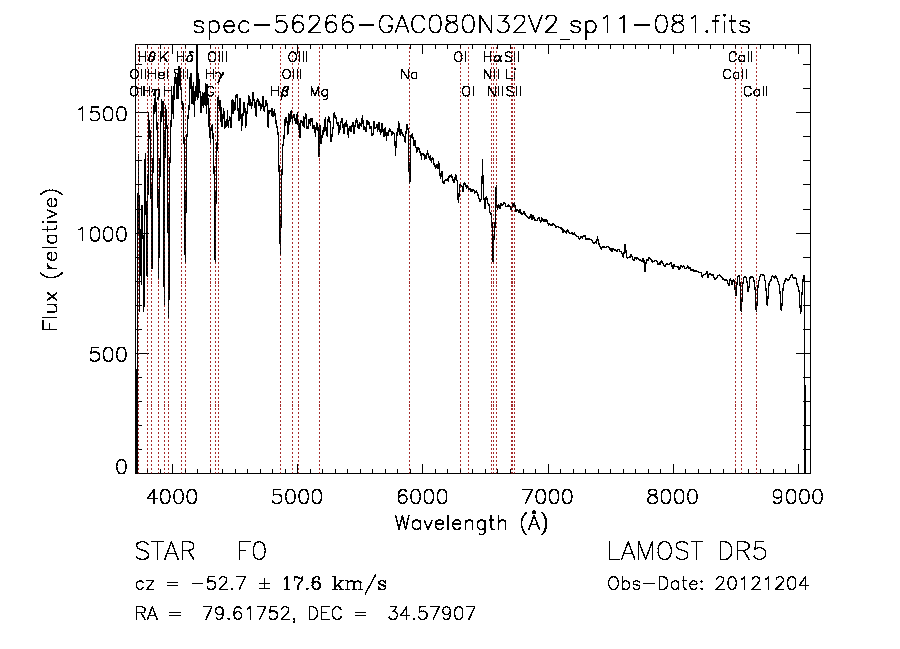 spec-56266-GAC080N32V2_sp11-081.fits
Hθ K Hδ OIII OIII OI Hα SII CaII
OII HeI SII Hγ OIII NII Li CaII
OII Hη H G Hβ Mg OI NII SII CaII
Na
1500
1000
500
0
Flux (relative)
4000 5000 6000 7000 8000 9000
Wavelength (Å)
STAR F0 LAMOST DR5
cz = -52.7 ± 17.6 km/s Obs-Date: 20121204
RA = 79.61752, DEC = 34.57907